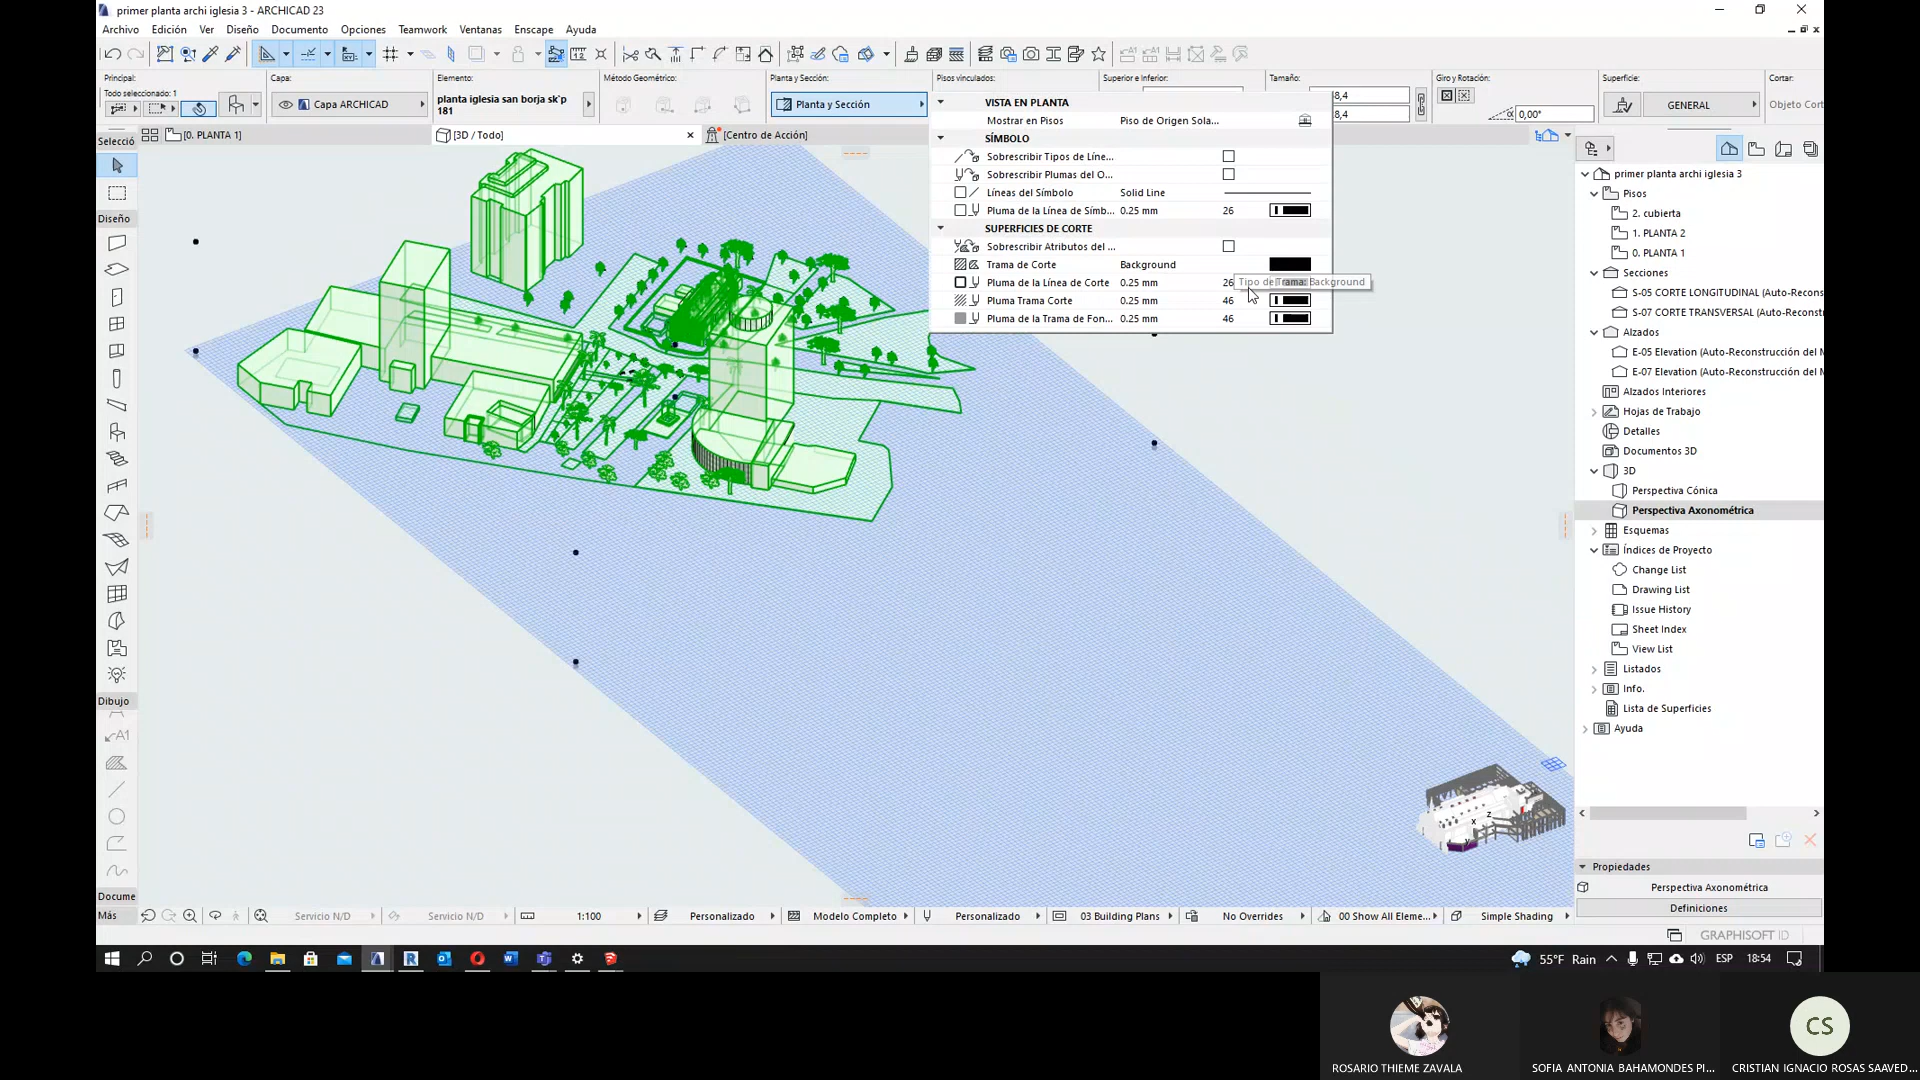 primer planta archi iglesia 3 - ARCHICAD 23
Archivo Edición Ver Diseño Documento Opciones Teamwork Ventanas Enscape Ayuda
Principal: Capa: Elemento: Método Geométrico: Planta y Sección: Pisos vinculados: Superior e Inferior: Tamaño: Giro y Rotación: Superficie: Cortar:
Todo seleccionado: 1
Capa ARCHICAD
planta iglesia san borja sk`p
181
Planta y Sección
8,4
8,4
0,00°
GENERAL
Objeto Cort
Selecció
[0. PLANTA 1]
[3D / Todo]
[Centro de Acción]
VISTA EN PLANTA
Mostrar en Pisos Piso de Origen Sola...
SÍMBOLO
Sobrescribir Tipos de Líne...
Sobrescribir Plumas del O...
Líneas del Símbolo Solid Line
Pluma de la Línea de Símb... 0.25 mm 26
SUPERFICIES DE CORTE
Sobrescribir Atributos del ...
Trama de Corte Background
Pluma de la Línea de Corte 0.25 mm 26
Tipo de Trama: Background
Pluma Trama Corte 0.25 mm 46
Pluma de la Trama de Fon... 0.25 mm 46
Diseño
Dibujo
A1
Docume
Más
x
z
primer planta archi iglesia 3
Pisos
2. cubierta
1. PLANTA 2
0. PLANTA 1
Secciones
S-05 CORTE LONGITUDINAL (Auto-Recons
S-07 CORTE TRANSVERSAL (Auto-Recons
Alzados
E-05 Elevation (Auto-Reconstrucción del M
E-07 Elevation (Auto-Reconstrucción del M
Alzados Interiores
Hojas de Trabajo
Detalles
Documentos 3D
3D
Perspectiva Cónica
Perspectiva Axonométrica
Esquemas
Índices de Proyecto
Change List
Drawing List
Issue History
Sheet Index
View List
Listados
Info.
Lista de Superficies
Ayuda
Propiedades
Perspectiva Axonométrica
Definiciones
GRAPHISOFT ID
Servicio N/D Servicio N/D 1:100 Personalizado Modelo Completo Personalizado 03 Building Plans No Overrides 00 Show All Eleme... Simple Shading
55°F Rain ESP 18:54
CS
ROSARIO THIEME ZAVALA SOFIA ANTONIA BAHAMONDES PI... CRISTIAN IGNACIO ROSAS SAAVED...